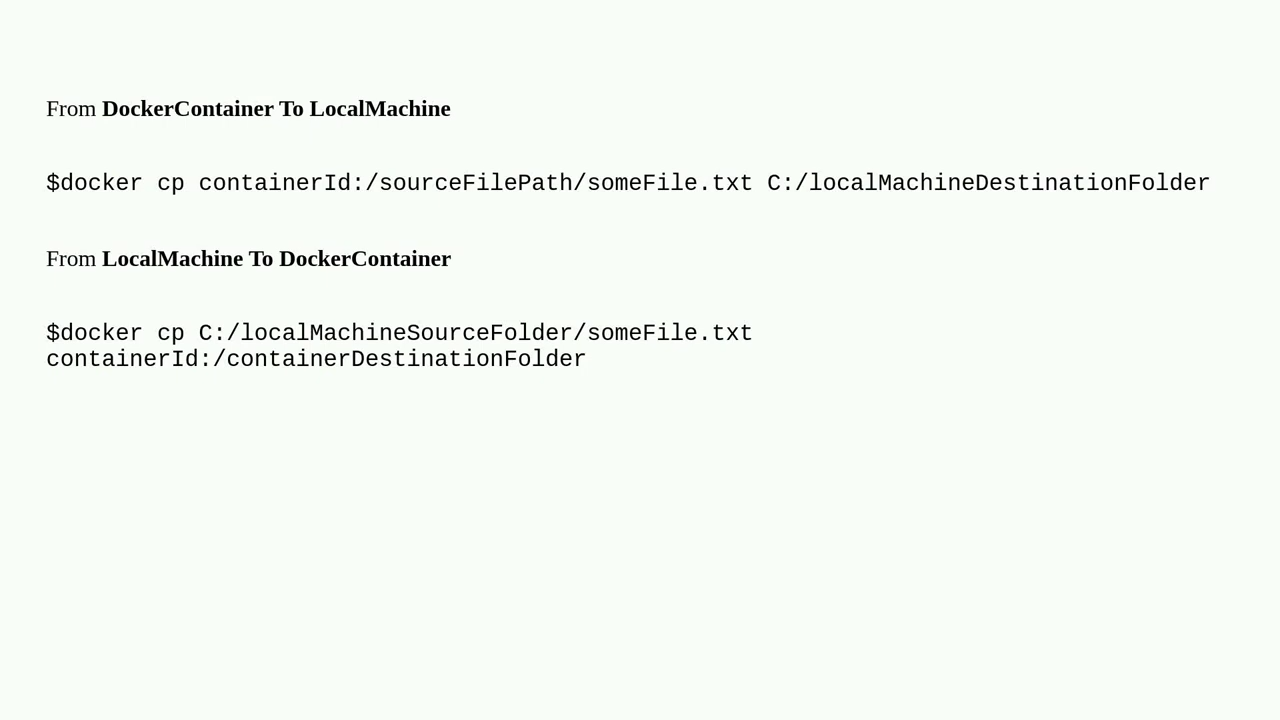 From DockerContainer To LocalMachine
$docker cp containerId:/sourceFilePath/someFile.txt C:/localMachineDestinationFolder
From LocalMachine To DockerContainer
$docker cp C:/localMachineSourceFolder/someFile.txt
containerId:/containerDestinationFolder